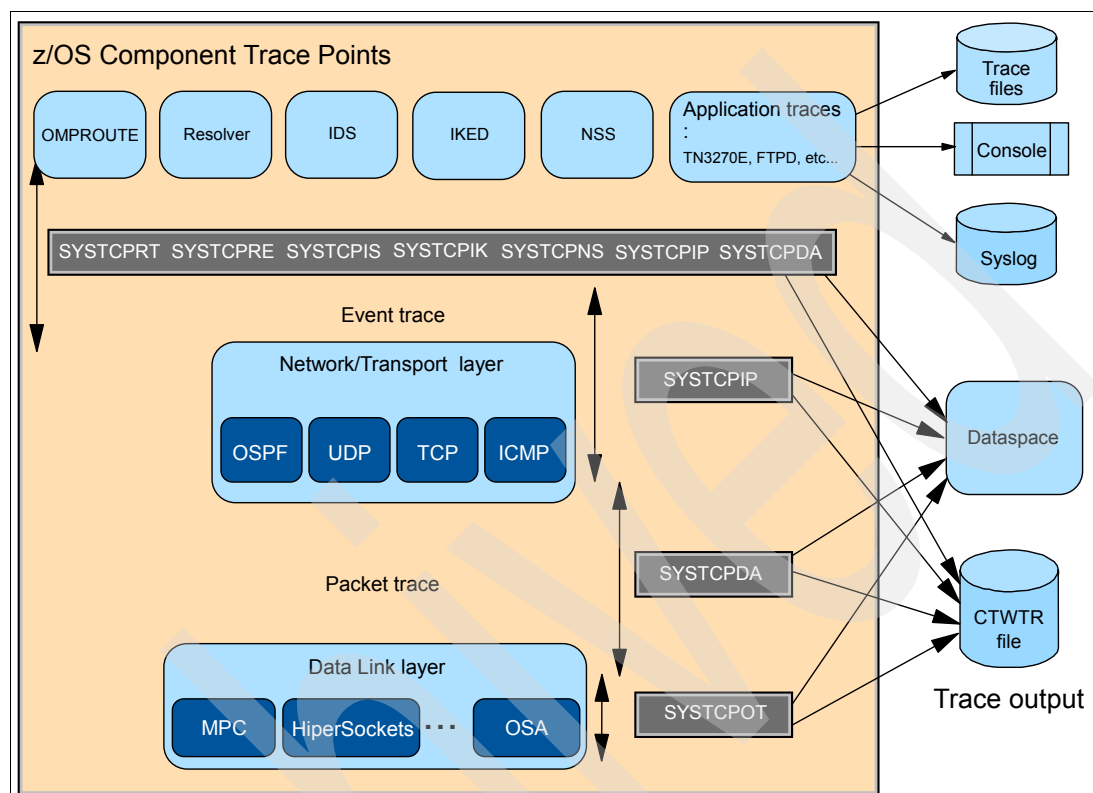 z/OS Component Trace Points
OMPROUTE
Resolver
IDS
IKED
NSS
Application traces
:
TN3270E, FTPD, etc...
Trace
files
Console
Syslog
SYSTCPRT SYSTCPRE SYSTCPIS SYSTCPIK SYSTCPNS SYSTCPIP SYSTCPDA
Event trace
Network/Transport layer
OSPF
UDP
TCP
ICMP
SYSTCPIP
Dataspace
Packet trace
SYSTCPDA
CTWTR
file
Data Link layer
MPC
HiperSockets
...
OSA
SYSTCPOT
Trace output